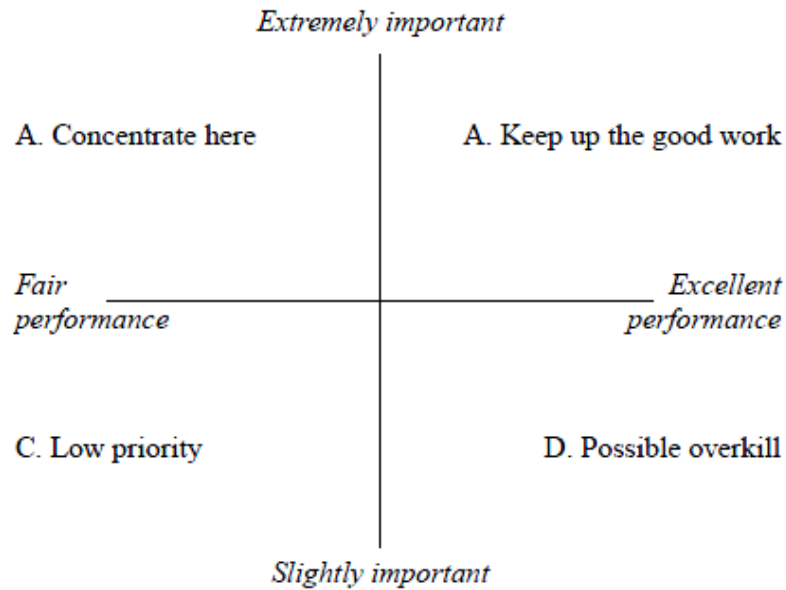 Extremely important
A. Concentrate here
A. Keep up the good work
Fair
performance
Excellent
performance
C. Low priority
D. Possible overkill
Slightly important